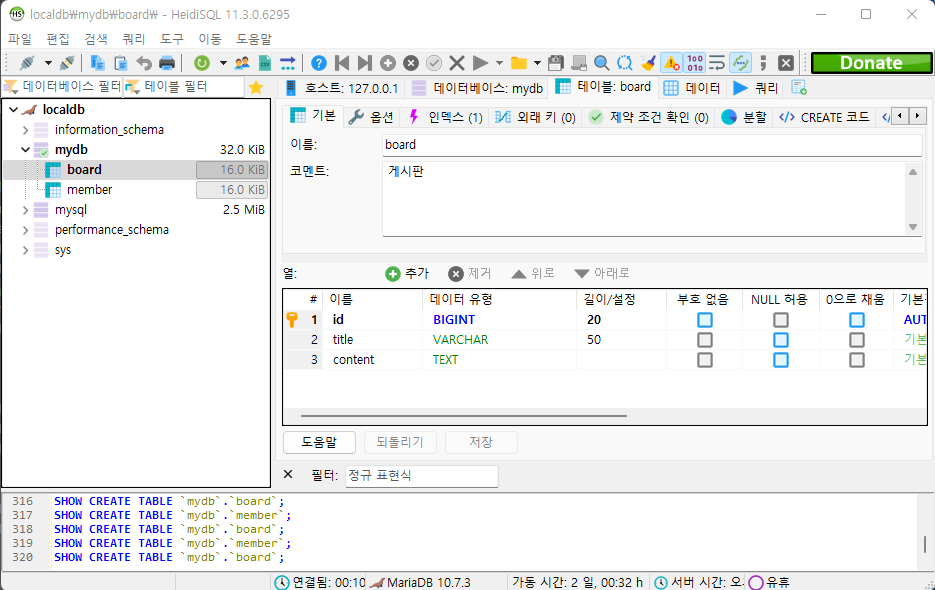 localdb₩mydb₩board₩ - HeidiSQL 11.3.0.6295
파일 편집 검색 쿼리 도구 이동 도움말
Donate
데이터베이스 필터 테이블 필터
호스트: 127.0.0.1 데이터베이스: mydb 테이블: board 데이터 쿼리
localdb
information_schema
mydb 32.0 KiB
board 16.0 KiB
member 16.0 KiB
mysql 2.5 MiB
performance_schema
sys
기본 옵션 인덱스 (1) 외래 키 (0) 제약 조건 확인 (0) 분할 CREATE 코드
이름: board
코멘트: 게시판
열: 추가 제거 위로 아래로
# 이름 데이터 유형 길이/설정 부호 없음 NULL 허용 0으로 채움 기본
1 id BIGINT 20 AUT
2 title VARCHAR 50 기본
3 content TEXT 기본
도움말 되돌리기 저장
필터: 정규 표현식
316 SHOW CREATE TABLE `mydb`.`board`;
317 SHOW CREATE TABLE `mydb`.`member`;
318 SHOW CREATE TABLE `mydb`.`board`;
319 SHOW CREATE TABLE `mydb`.`member`;
320 SHOW CREATE TABLE `mydb`.`board`;
연결됨: 00:10 MariaDB 10.7.3 가동 시간: 2 일, 00:32 h 서버 시간: 오 유휴